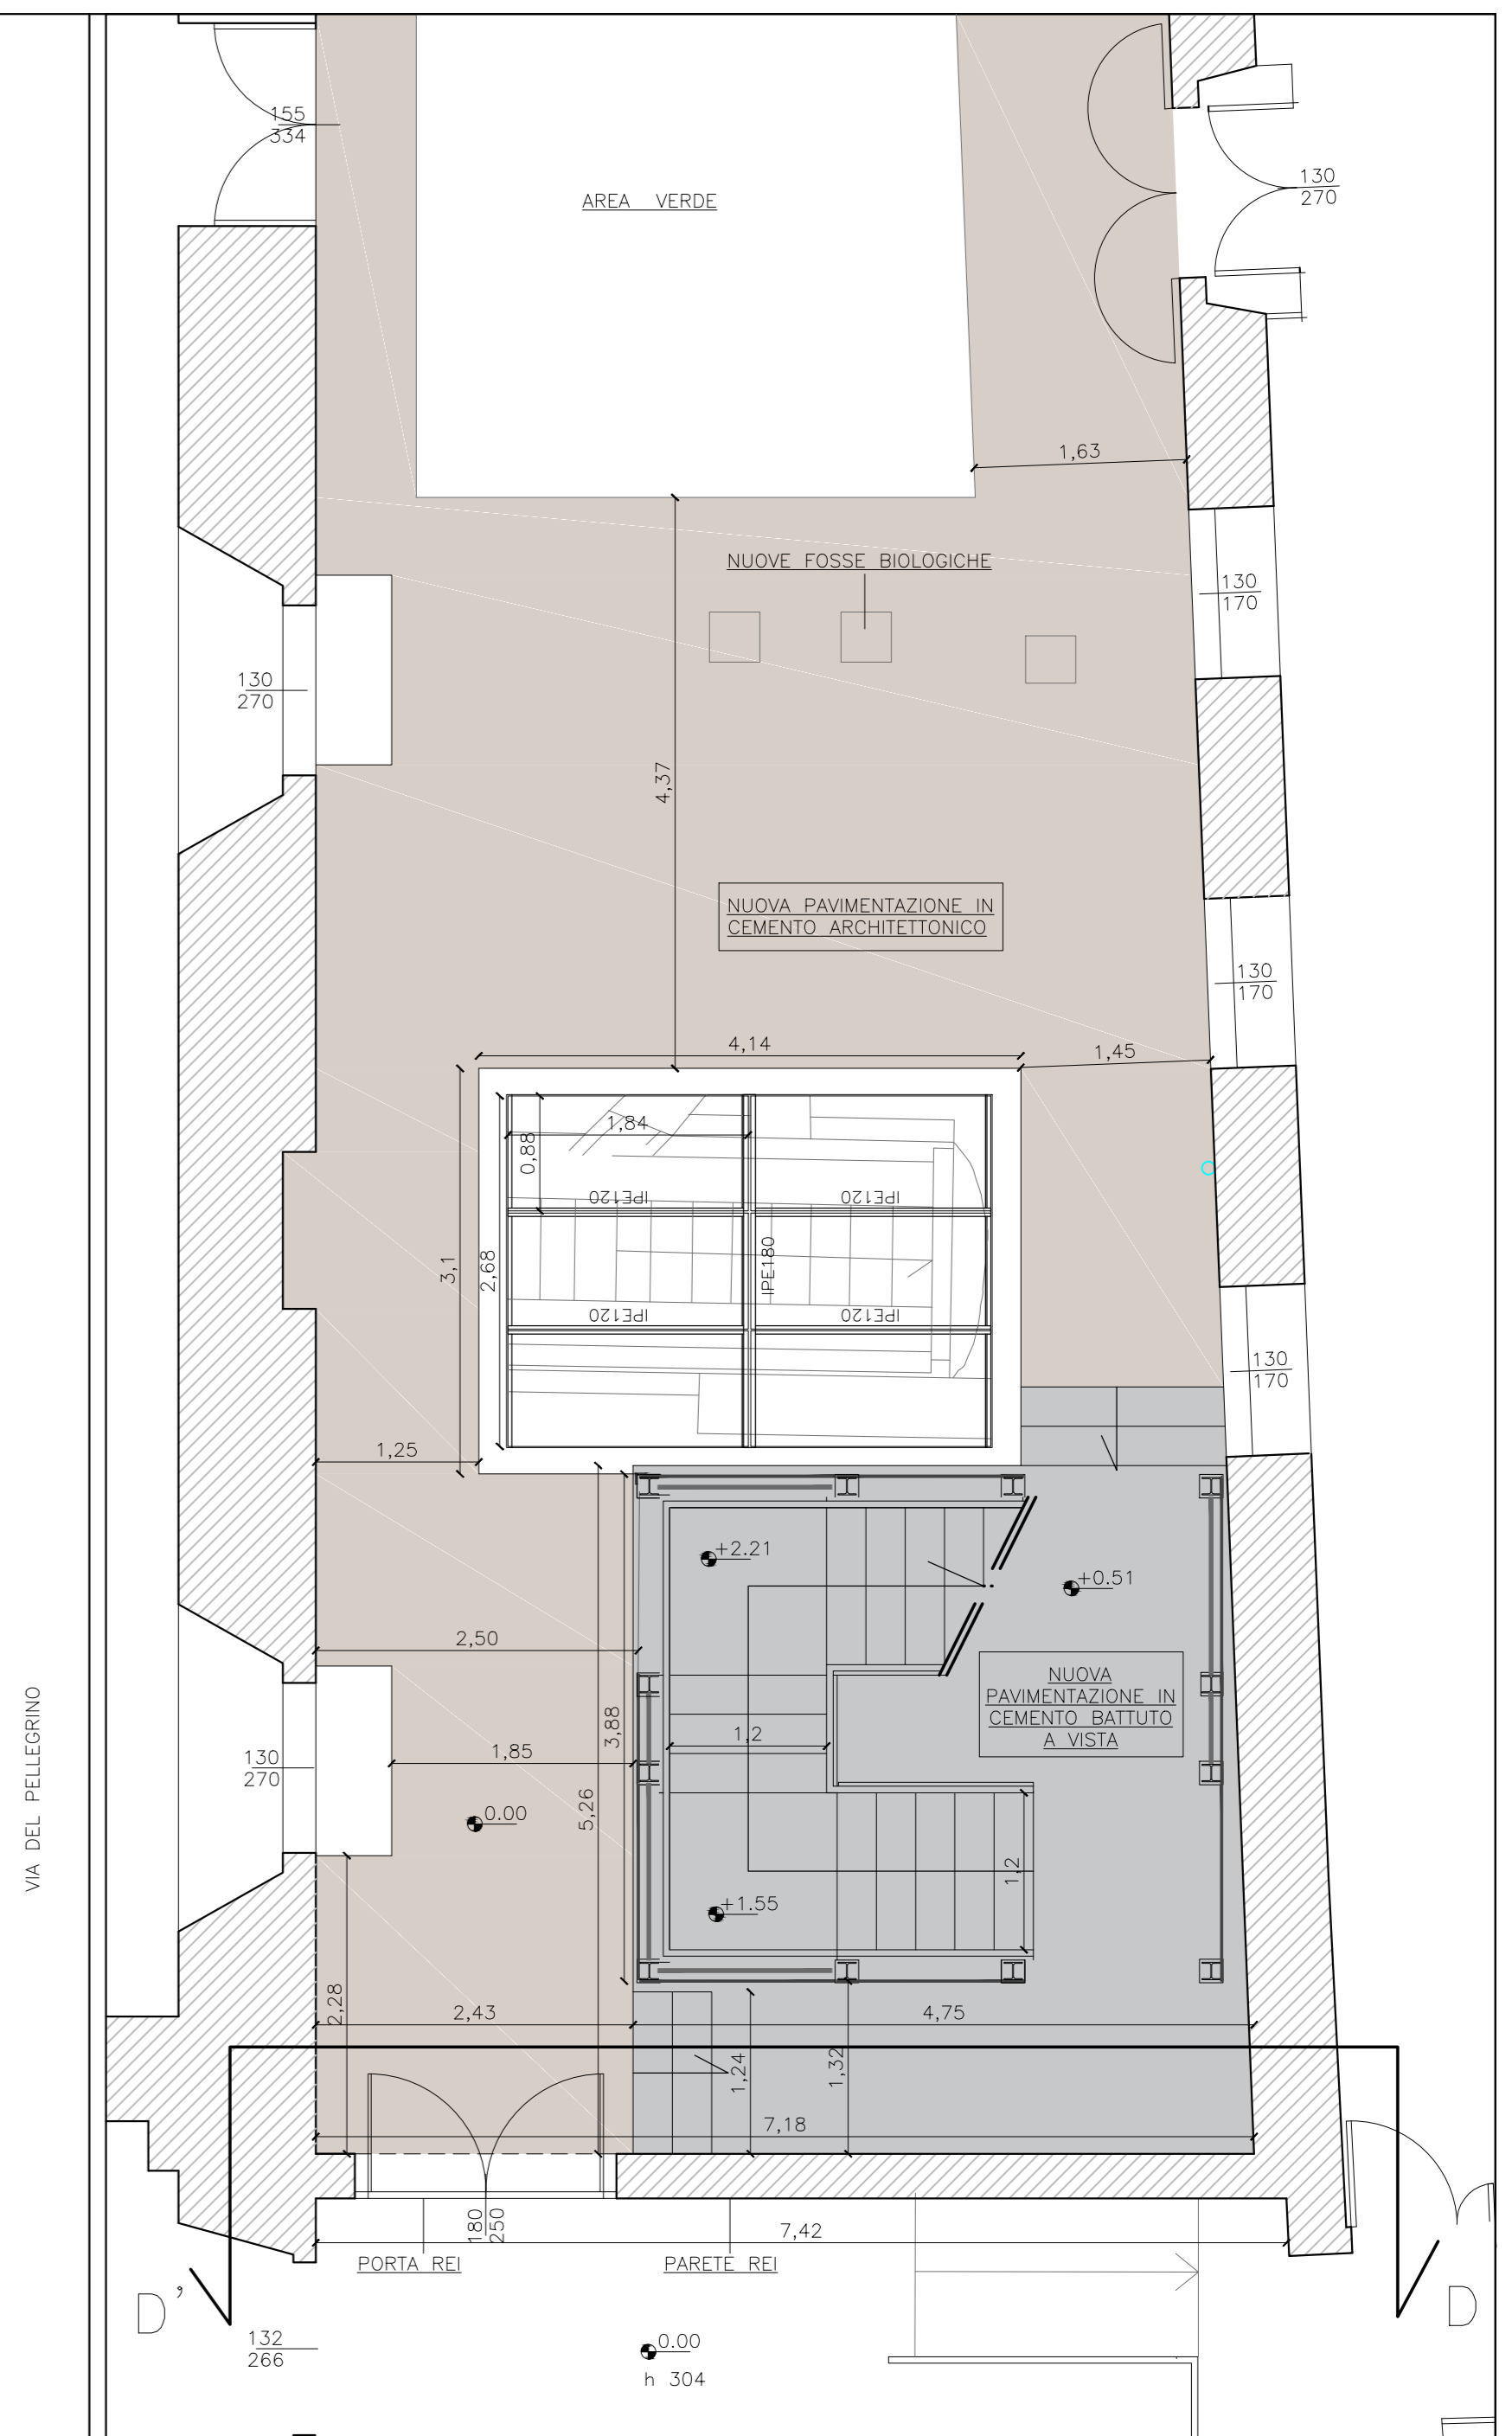 155
334
130
270
AREA VERDE
1,63
NUOVE FOSSE BIOLOGICHE
130
170
130
270
4,37
NUOVA PAVIMENTAZIONE IN
CEMENTO ARCHITETTONICO
130
170
4,14
1,45
1,84
0,88
IPE120
IPE120
3,1
2,68
IPE180
IPE120
IPE120
130
170
1,25
+2.21
+0.51
2,50
NUOVA
PAVIMENTAZIONE IN
CEMENTO BATTUTO
A VISTA
VIA DEL PELLEGRINO
3,88
1,2
1,85
130
270
5,26
0.00
1,2
+1.55
2,28
2,43
4,75
1,24
1,32
7,18
180
250
7,42
PORTA REI
PARETE REI
D'
D
132
266
0.00
h 304